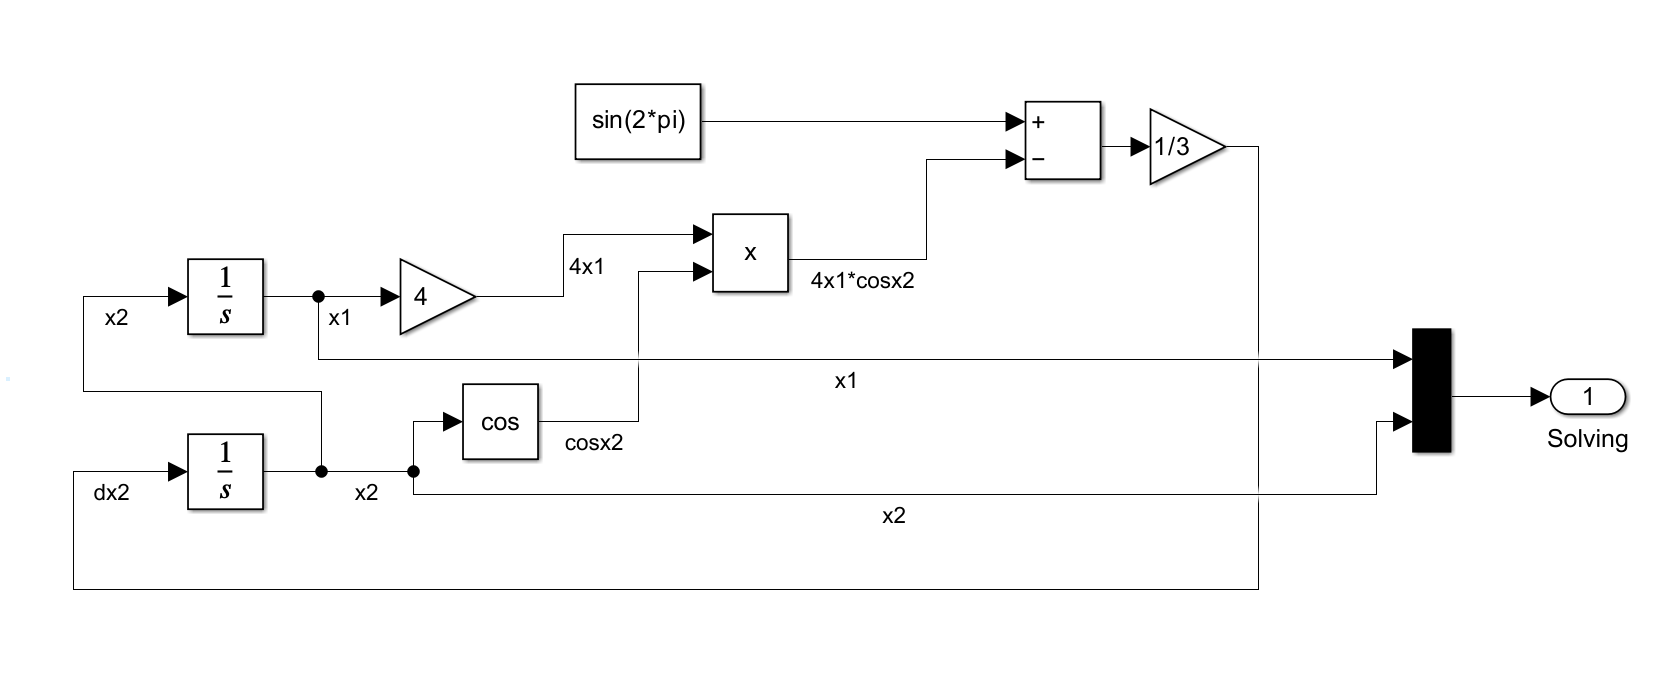 sin(2*pi)
+
−
1/3
x
4x1
4x1*cosx2
1
s
x2
x1
4
x1
cos
cosx2
1
Solving
1
s
dx2
x2
x2